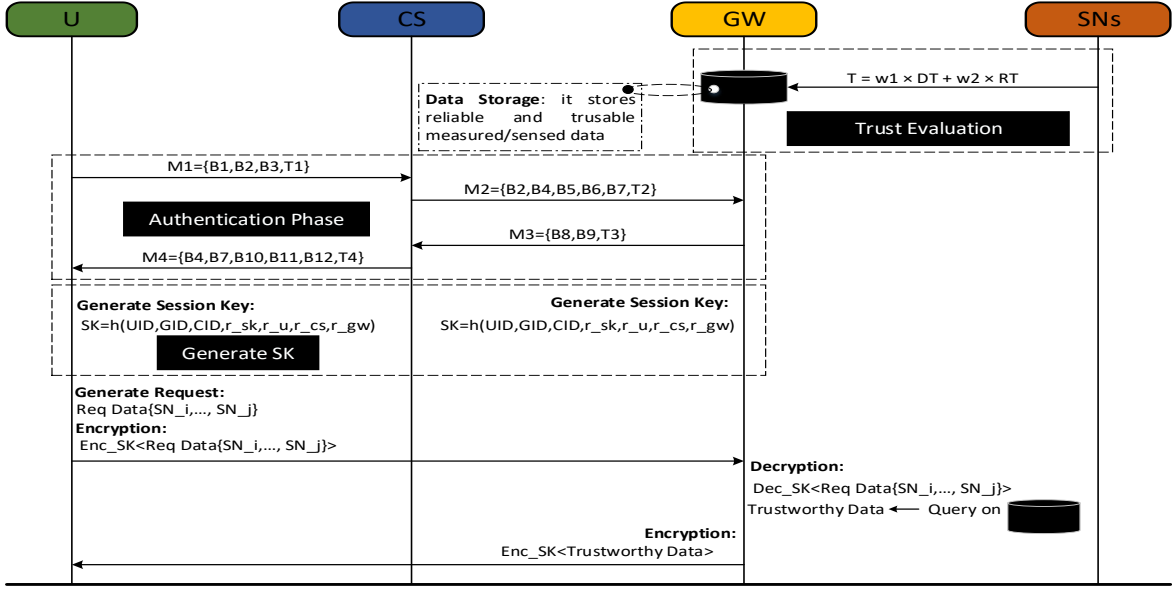 U
CS
GW
SNs
T = w1 × DT + w2 × RT
Data Storage: it stores
reliable and trusable
measured/sensed data
Trust Evaluation
M1={B1,B2,B3,T1}
M2={B2,B4,B5,B6,B7,T2}
Authentication Phase
M3={B8,B9,T3}
M4={B4,B7,B10,B11,B12,T4}
Generate Session Key:
SK=h(UID,GID,CID,r_sk,r_u,r_cs,r_gw)
Generate Session Key:
SK=h(UID,GID,CID,r_sk,r_u,r_cs,r_gw)
Generate SK
Generate Request:
Req Data{SN_i,..., SN_j}
Encryption:
Enc_SK<Req Data{SN_i,..., SN_j}>
Decryption:
Dec_SK<Req Data{SN_i,..., SN_j}>
Trustworthy Data ← Query on
Encryption:
Enc_SK<Trustworthy Data>